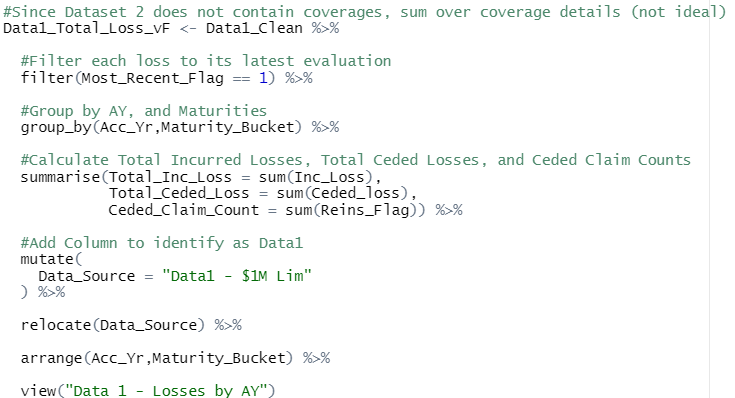 #Since Dataset 2 does not contain coverages, sum over coverage details (not ideal)
Data1_Total_Loss_vF <- Data1_Clean %>%
#Filter each loss to its latest evaluation
filter(Most_Recent_Flag == 1) %>%
#Group by AY, and Maturities
group_by(Acc_Yr,Maturity_Bucket) %>%
#Calculate Total Incurred Losses, Total Ceded Losses, and Ceded Claim Counts
summarise(Total_Inc_Loss = sum(Inc_Loss),
Total_Ceded_Loss = sum(Ceded_loss),
Ceded_Claim_Count = sum(Reins_Flag)) %>%
#Add Column to identify as Data1
mutate(
Data_Source = "Data1 - $1M Lim"
) %>%
relocate(Data_Source) %>%
arrange(Acc_Yr,Maturity_Bucket) %>%
view("Data 1 - Losses by AY")